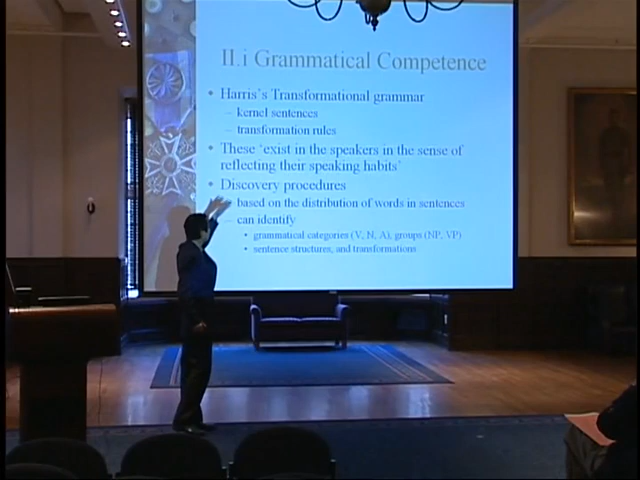 II.i Grammatical Competence
• Harris's Transformational grammar
– kernel sentences
– transformation rules
• These 'exist in the speakers in the sense of
reflecting their speaking habits'
• Discovery procedures
– based on the distribution of words in sentences
– can identify
• grammatical categories (V, N, A), groups (NP, VP)
• sentence structures, and transformations